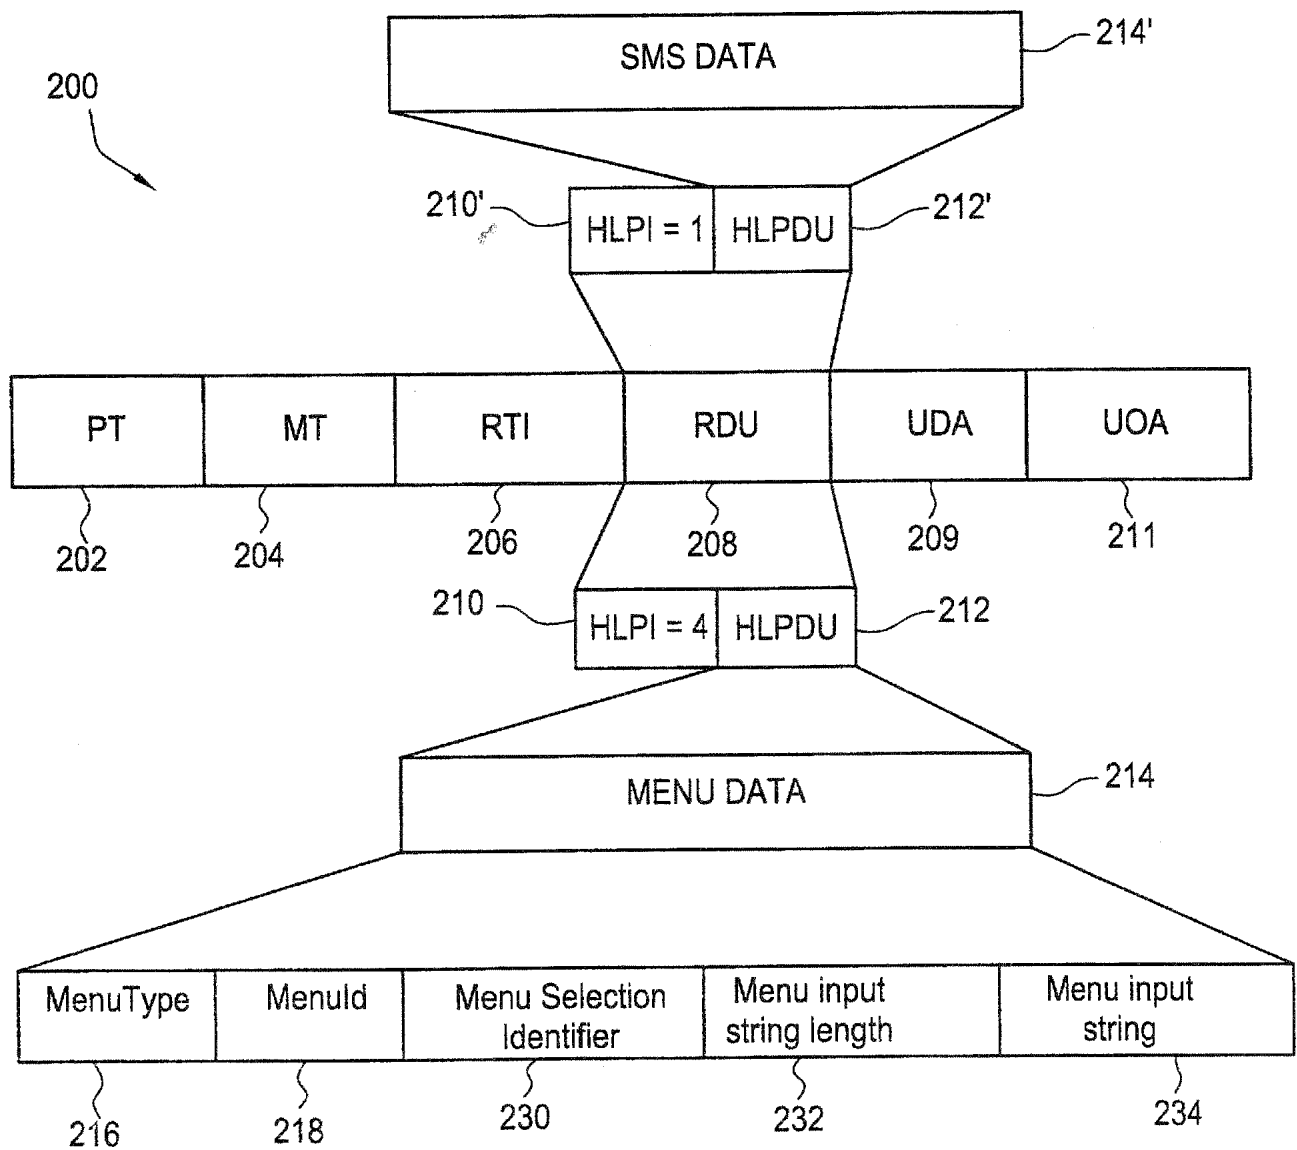 SMS DATA
214'
200
210'
HLPI = 1
HLPDU
212'
PT
MT
RTI
RDU
UDA
UOA
202
204
206
208
209
211
210
HLPI = 4
HLPDU
212
MENU DATA
214
MenuType
MenuId
Menu Selection
Identifier
Menu input
string length
Menu input
string
216
218
230
232
234